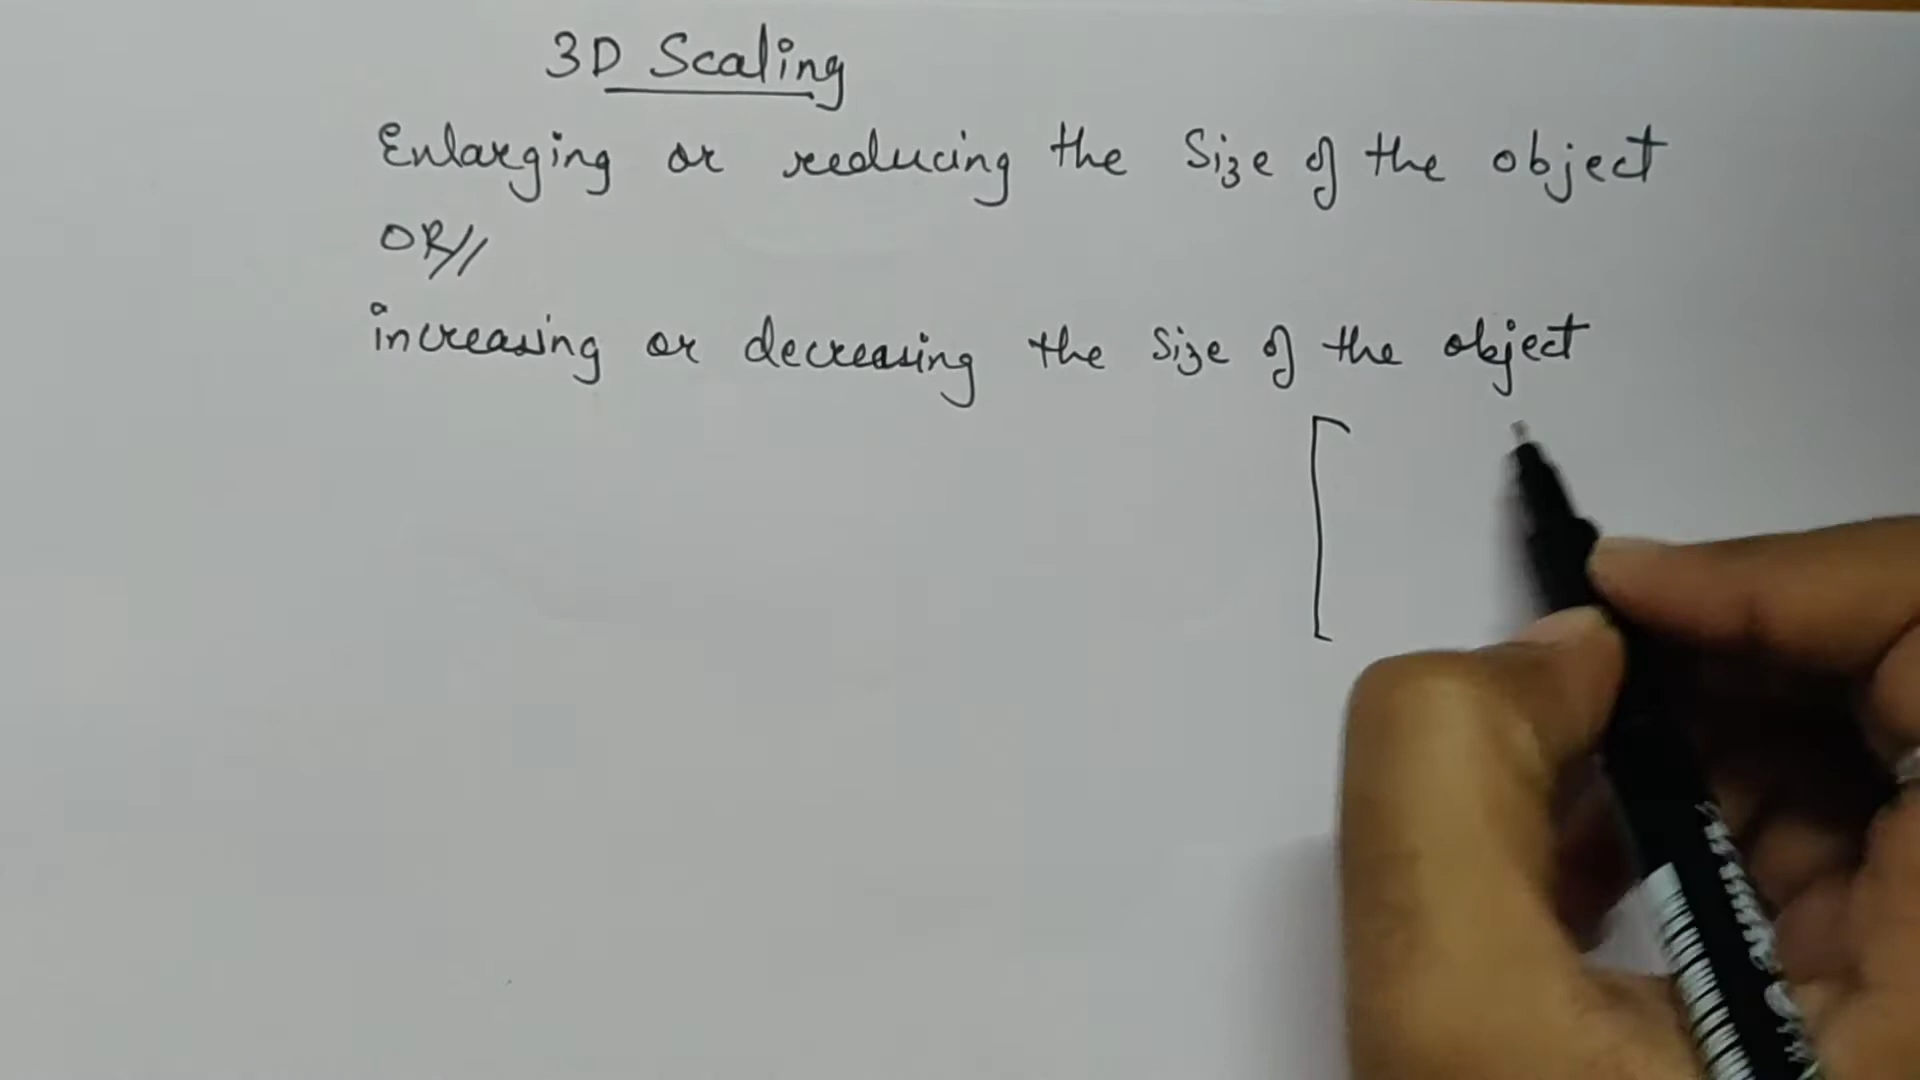 3D Scaling
Enlarging or reducing the Size of the object
OR//
increasing or decreasing the size of the object
[